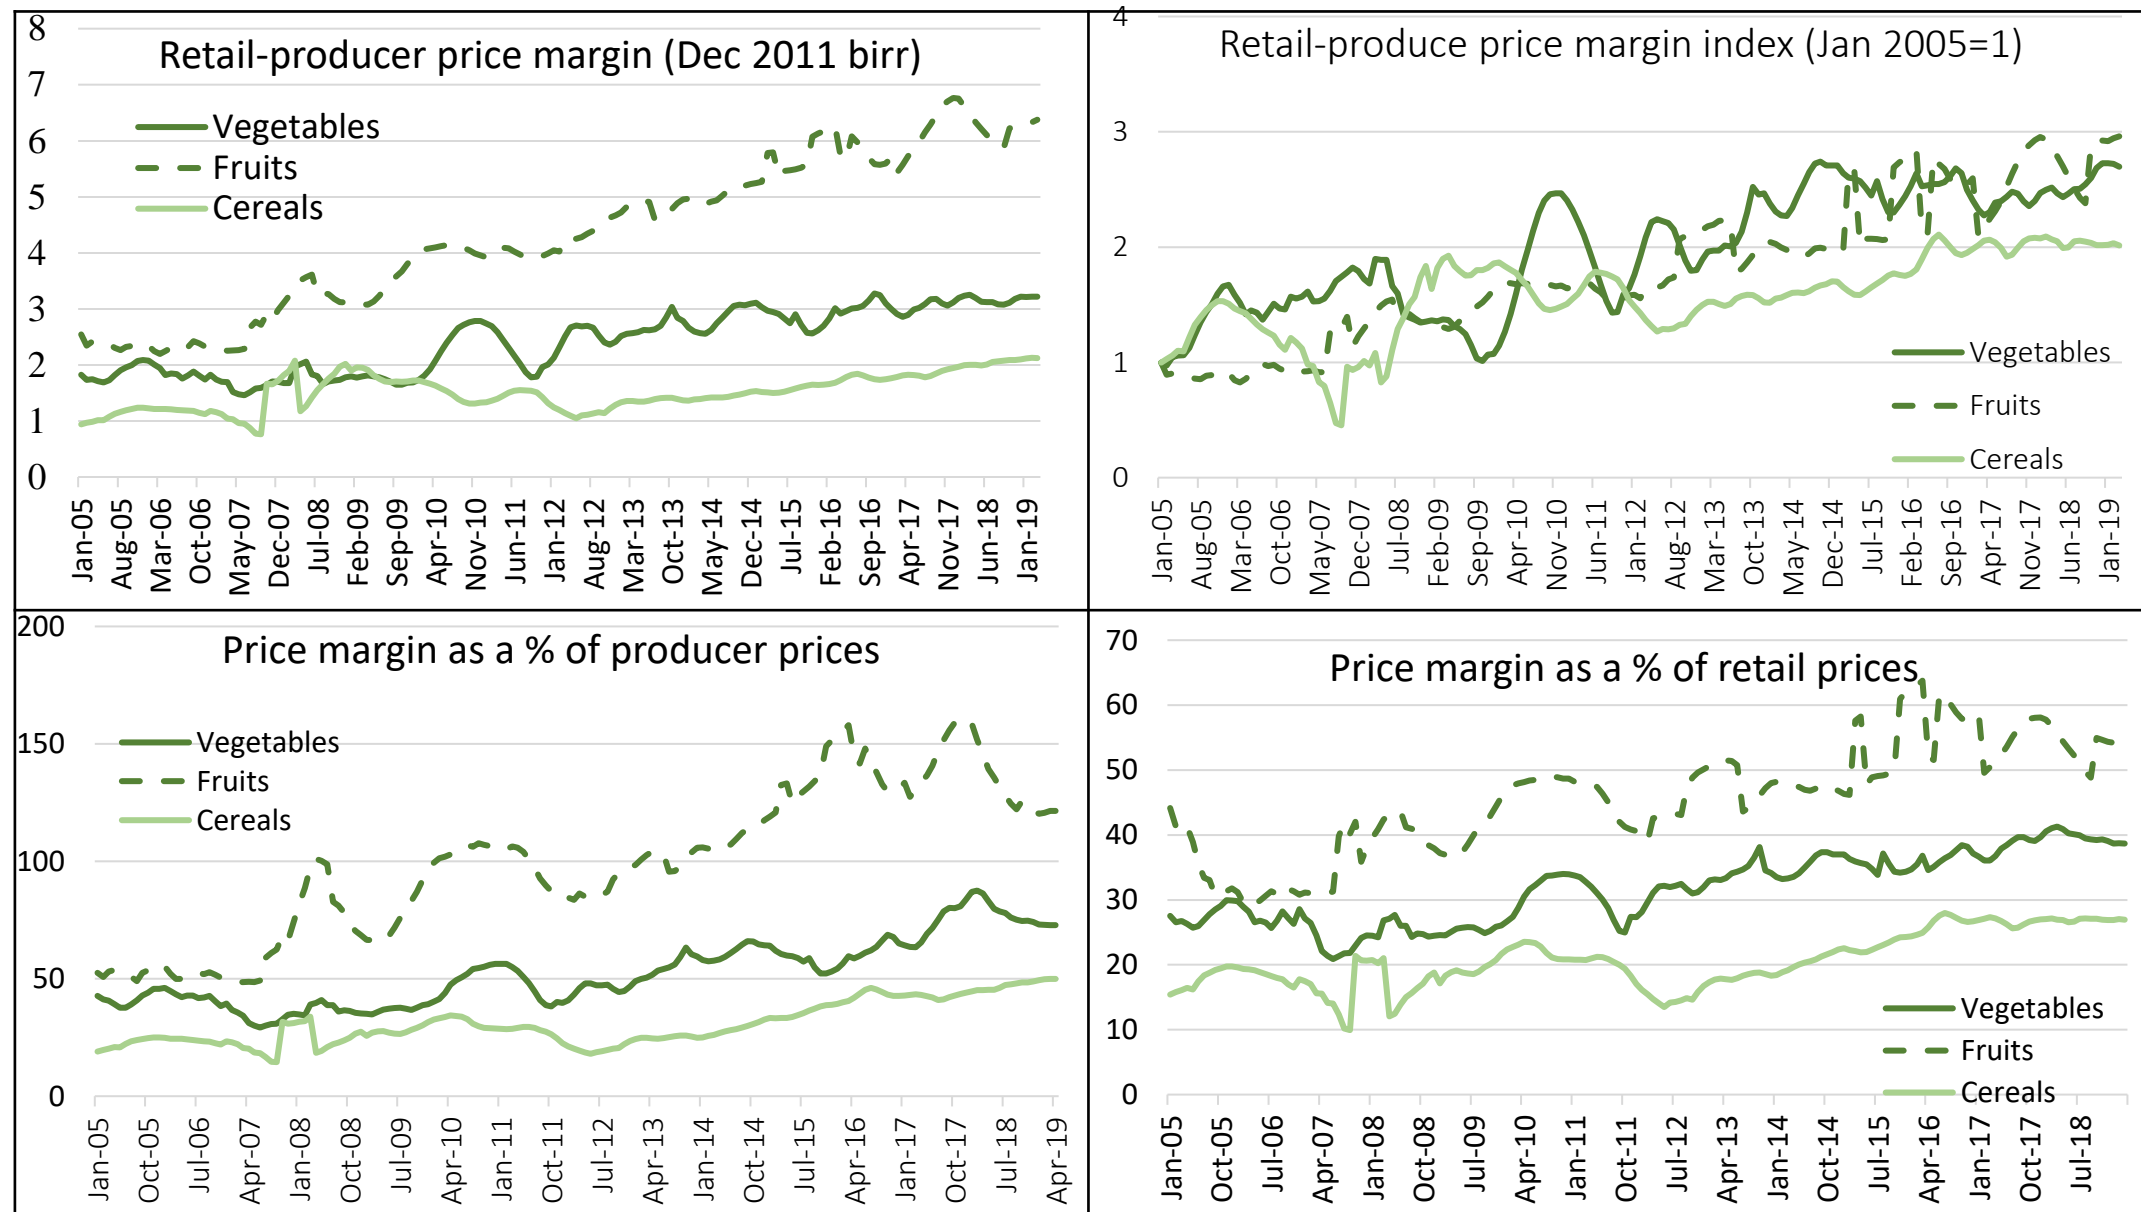 Retail-producer price margin (Dec 2011 birr)
8
7
6
5
4
3
2
1
0
Vegetables
Fruits
Cereals
Jan-05
Aug-05
Mar-06
Oct-06
May-07
Dec-07
Jul-08
Feb-09
Sep-09
Apr-10
Nov-10
Jun-11
Jan-12
Aug-12
Mar-13
Oct-13
May-14
Dec-14
Jul-15
Feb-16
Sep-16
Apr-17
Nov-17
Jun-18
Jan-19
Retail-produce price margin index (Jan 2005=1)
4
3
2
1
0
Vegetables
Fruits
Cereals
Jan-05
Aug-05
Mar-06
Oct-06
May-07
Dec-07
Jul-08
Feb-09
Sep-09
Apr-10
Nov-10
Jun-11
Jan-12
Aug-12
Mar-13
Oct-13
May-14
Dec-14
Jul-15
Feb-16
Sep-16
Apr-17
Nov-17
Jun-18
Jan-19
Price margin as a % of producer prices
200
150
100
50
0
Vegetables
Fruits
Cereals
Jan-05
Oct-05
Jul-06
Apr-07
Jan-08
Oct-08
Jul-09
Apr-10
Jan-11
Oct-11
Jul-12
Apr-13
Jan-14
Oct-14
Jul-15
Apr-16
Jan-17
Oct-17
Jul-18
Apr-19
Price margin as a % of retail prices
70
60
50
40
30
20
10
0
Vegetables
Fruits
Cereals
Jan-05
Oct-05
Jul-06
Apr-07
Jan-08
Oct-08
Jul-09
Apr-10
Jan-11
Oct-11
Jul-12
Apr-13
Jan-14
Oct-14
Jul-15
Apr-16
Jan-17
Oct-17
Jul-18